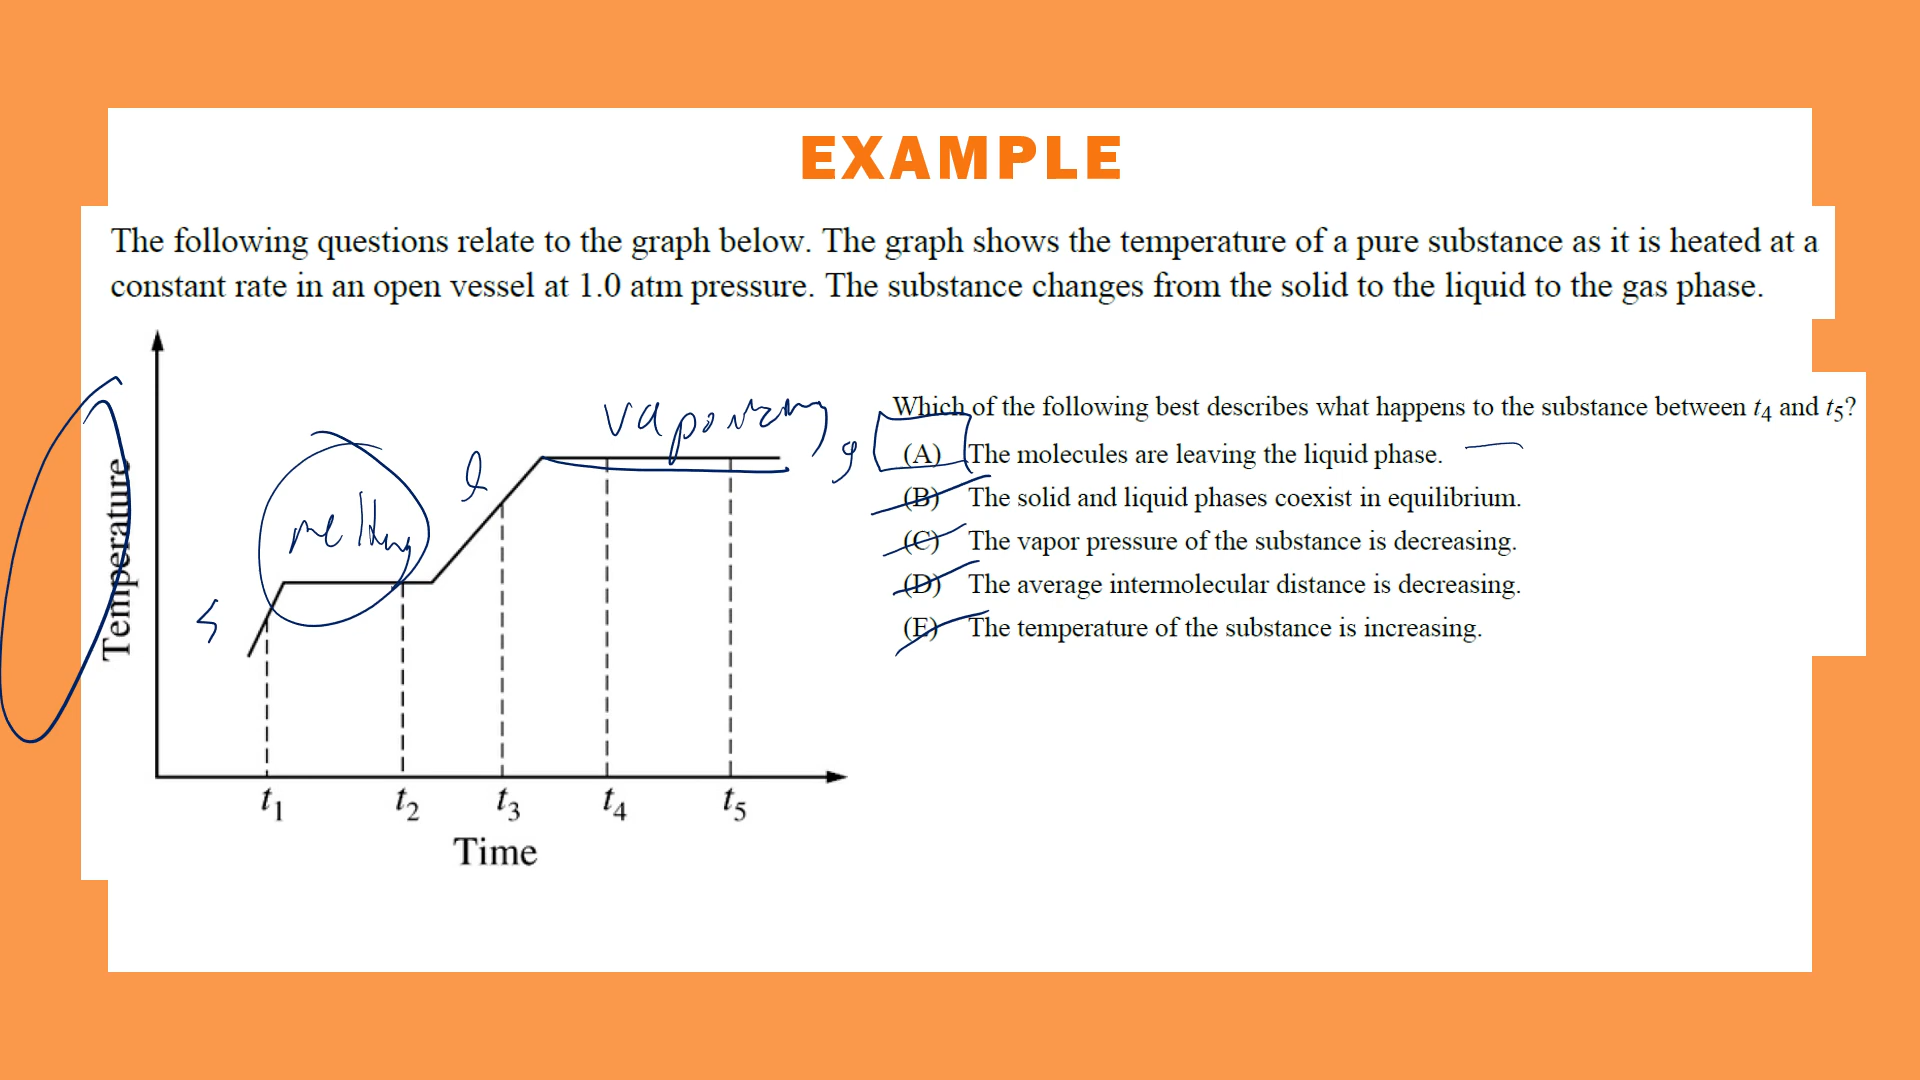 EXAMPLE
The following questions relate to the graph below. The graph shows the temperature of a pure substance as it is heated at a
constant rate in an open vessel at 1.0 atm pressure. The substance changes from the solid to the liquid to the gas phase.
Temperature
s
melting
l
vaporizing
g
t₁ t₂ t₃ t₄ t₅
Time
Which of the following best describes what happens to the substance between t₄ and t₅?
(A) The molecules are leaving the liquid phase.
(B) The solid and liquid phases coexist in equilibrium.
(C) The vapor pressure of the substance is decreasing.
(D) The average intermolecular distance is decreasing.
(E) The temperature of the substance is increasing.